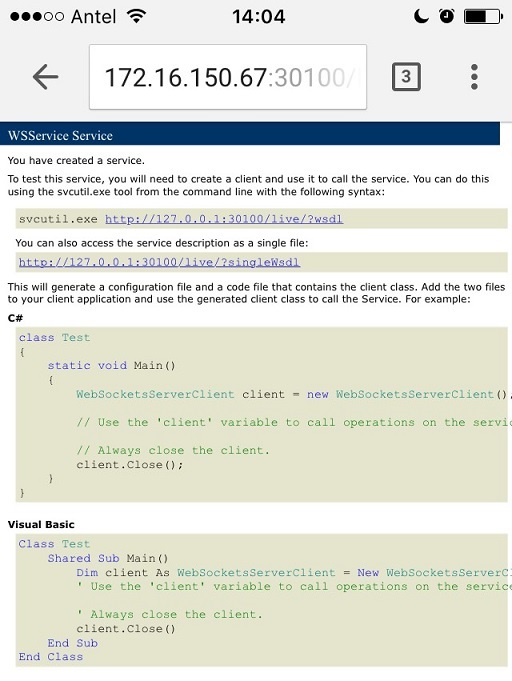 Antel 14:04
172.16.150.67:30100/
3
WSService Service
You have created a service.
To test this service, you will need to create a client and use it to call the service. You can do this
using the svcutil.exe tool from the command line with the following syntax:
svcutil.exe http://127.0.0.1:30100/live/?wsdl
You can also access the service description as a single file:
http://127.0.0.1:30100/live/?singleWsdl
This will generate a configuration file and a code file that contains the client class. Add the two files
to your client application and use the generated client class to call the Service. For example:
C#
class Test
{
static void Main()
{
WebSocketsServerClient client = new WebSocketsServerClient()
// Use the 'client' variable to call operations on the servic
// Always close the client.
client.Close();
}
}
Visual Basic
Class Test
Shared Sub Main()
Dim client As WebSocketsServerClient = New WebSocketsServerC
' Use the 'client' variable to call operations on the service
' Always close the client.
client.Close()
End Sub
End Class